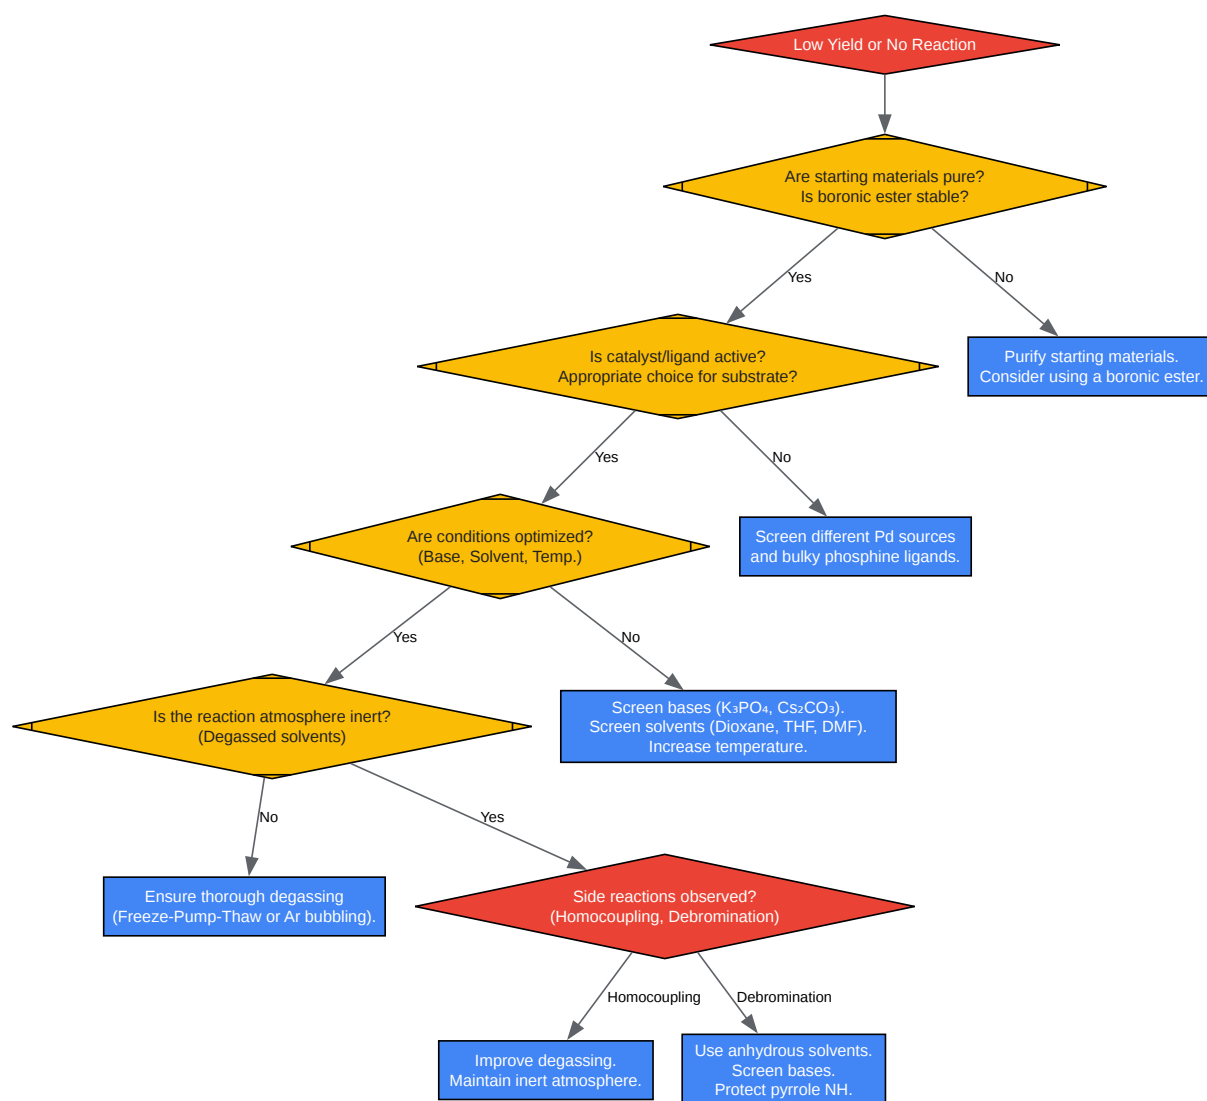 Low Yield or No Reaction
Are starting materials pure?
Is boronic ester stable?
Yes
No
Is catalyst/ligand active?
Appropriate choice for substrate?
Purify starting materials.
Consider using a boronic ester.
Yes
No
Are conditions optimized?
(Base, Solvent, Temp.)
Screen different Pd sources
and bulky phosphine ligands.
Yes
No
Is the reaction atmosphere inert?
(Degassed solvents)
Screen bases (K₃PO₄, Cs₂CO₃).
Screen solvents (Dioxane, THF, DMF).
Increase temperature.
No
Yes
Ensure thorough degassing
(Freeze-Pump-Thaw or Ar bubbling).
Side reactions observed?
(Homocoupling, Debromination)
Homocoupling
Debromination
Improve degassing.
Maintain inert atmosphere.
Use anhydrous solvents.
Screen bases.
Protect pyrrole NH.